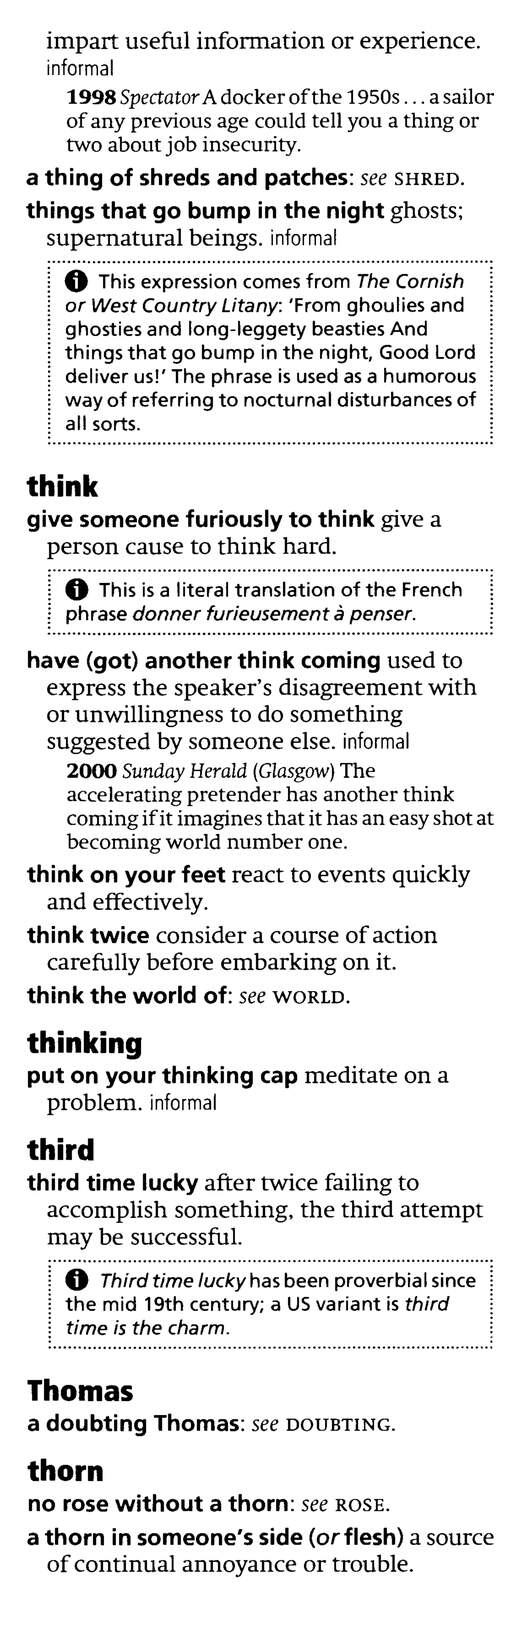 impart useful information or experience.
informal
1998 Spectator A docker of the 1950s ... a sailor
of any previous age could tell you a thing or
two about job insecurity.
a thing of shreds and patches: see SHRED.
things that go bump in the night ghosts;
supernatural beings. informal
ℹ This expression comes from The Cornish
or West Country Litany: 'From ghoulies and
ghosties and long-leggety beasties And
things that go bump in the night, Good Lord
deliver us!' The phrase is used as a humorous
way of referring to nocturnal disturbances of
all sorts.
think
give someone furiously to think give a
person cause to think hard.
ℹ This is a literal translation of the French
phrase donner furieusement à penser.
have (got) another think coming used to
express the speaker's disagreement with
or unwillingness to do something
suggested by someone else. informal
2000 Sunday Herald (Glasgow) The
accelerating pretender has another think
coming if it imagines that it has an easy shot at
becoming world number one.
think on your feet react to events quickly
and effectively.
think twice consider a course of action
carefully before embarking on it.
think the world of: see WORLD.
thinking
put on your thinking cap meditate on a
problem. informal
third
third time lucky after twice failing to
accomplish something, the third attempt
may be successful.
ℹ Third time lucky has been proverbial since
the mid 19th century; a US variant is third
time is the charm.
Thomas
a doubting Thomas: see DOUBTING.
thorn
no rose without a thorn: see ROSE.
a thorn in someone's side (or flesh) a source
of continual annoyance or trouble.